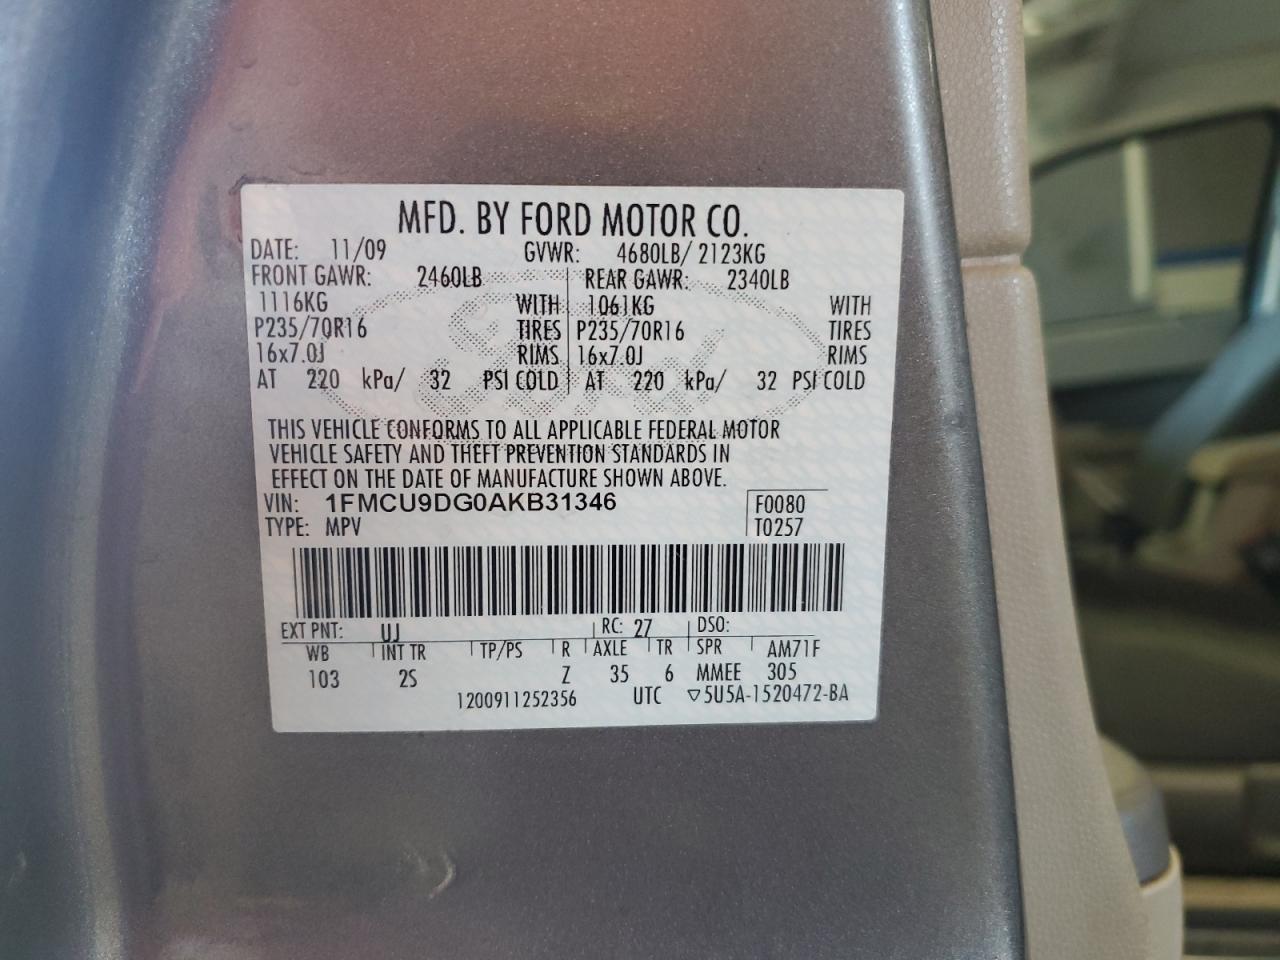 MFD. BY FORD MOTOR CO.
DATE: 11/09 GVWR: 4680LB/ 2123KG
FRONT GAWR: 2460LB REAR GAWR: 2340LB
1116KG WITH 1061KG WITH
P235/70R16 TIRES P235/70R16 TIRES
16x7.0J RIMS 16x7.0J RIMS
AT 220 kPa/ 32 PSI COLD AT 220 kPa/ 32 PSI COLD
THIS VEHICLE CONFORMS TO ALL APPLICABLE FEDERAL MOTOR
VEHICLE SAFETY AND THEFT PREVENTION STANDARDS IN
EFFECT ON THE DATE OF MANUFACTURE SHOWN ABOVE.
VIN: 1FMCU9DG0AKB31346 F0080
TYPE: MPV T0257
EXT PNT: UJ RC: 27 DSO:
WB INT TR TP/PS R AXLE TR SPR AM71F
103 2S Z 35 6 MMEE 305
1200911252356 UTC ▽5U5A-1520472-BA